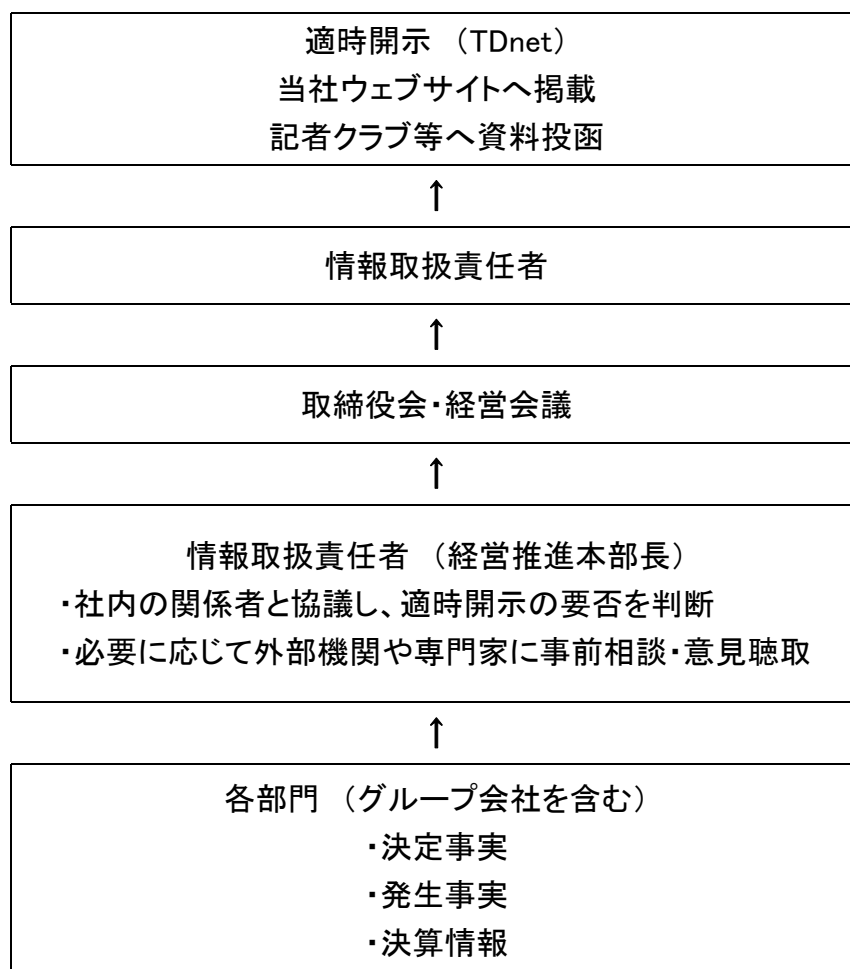 適時開示　（TDnet）
当社ウェブサイトへ掲載
記者クラブ等へ資料投函
↑
情報取扱責任者
↑
取締役会・経営会議
↑
情報取扱責任者　（経営推進本部長）
・社内の関係者と協議し、適時開示の要否を判断
・必要に応じて外部機関や専門家に事前相談・意見聴取
↑
各部門　（グループ会社を含む）
・決定事実
・発生事実
・決算情報